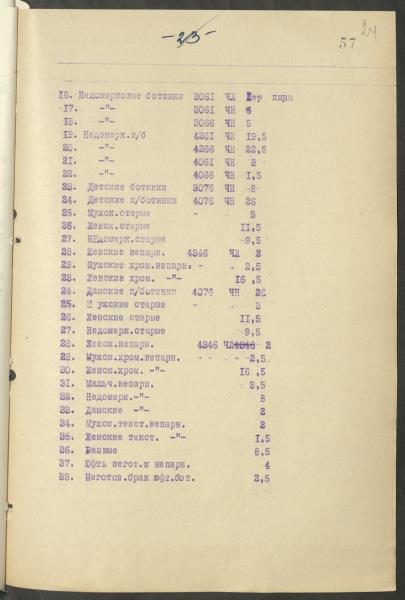 -23-
57
24
16. Недомерковые ботинки 3061 ЧЛ пар пара
17. -"- 3061 ЧН 6
18. -"- 3066 ЧН 5
19. Недомерк.п/б 4261 ЧН 19,5
20. -"- 4266 ЧН 22,5
21. -"- 4061 ЧН 3
22. -"- 4066 ЧН 1,5
23. Детские ботинки 3076 ЧН 8
24. Детские п/ботинки 4076 ЧН 26
25. Мужск.старые " " 3
26. Женск.старые 11,5
27. НЕдомерк.старые 9,5
28. Женские непарн. 4346 ЧЛ 2
29. Мужские хром.непарн. " " 2,5
30. Женские хром. -"- 16,5
24. Дамские п/ботинки 4076 ЧН 26
25. М ужские старые " " 3
26. Женские старые 11,5
27. Недомерк.старые 9,5
28. Женск.непарн. 4346 ЧЛ4346 2
29. Мужск.хром.непарн. " " " 2,5
30. Женск.хром. -"- 16,5
31. Мальч.непарн. 3,5
32. Недомерк.-"- 8
33. Дамские -"- 2
34. Мужск.текст.непарн. 2
35. Женские текст. -"- 1,5
36. Разные 8,5
37. Юфть негот.и непарн. 4
38. Неготов.брак юфт.бот. 2,5